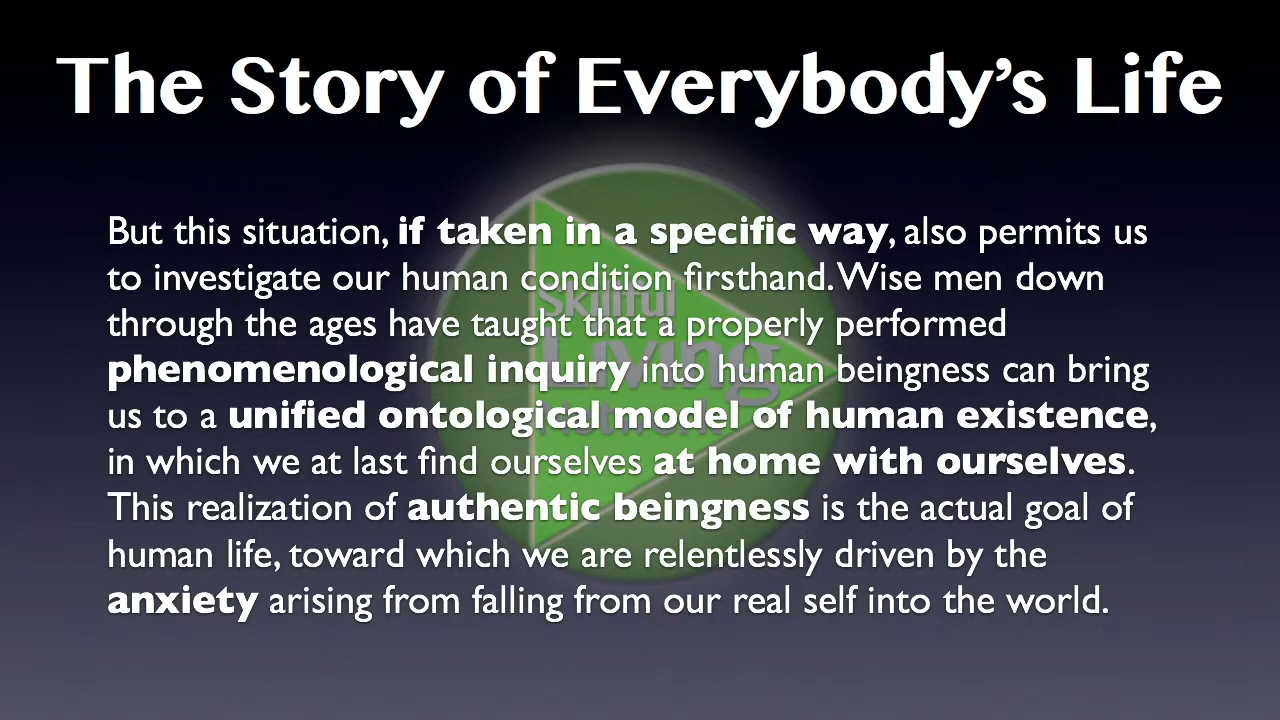 The Story of Everybody's Life
But this situation, if taken in a specific way, also permits us
to investigate our human condition firsthand. Wise men down
through the ages have taught that a properly performed
phenomenological inquiry into human beingness can bring
us to a unified ontological model of human existence,
in which we at last find ourselves at home with ourselves.
This realization of authentic beingness is the actual goal of
human life, toward which we are relentlessly driven by the
anxiety arising from falling from our real self into the world.
Skillful
Living
Network